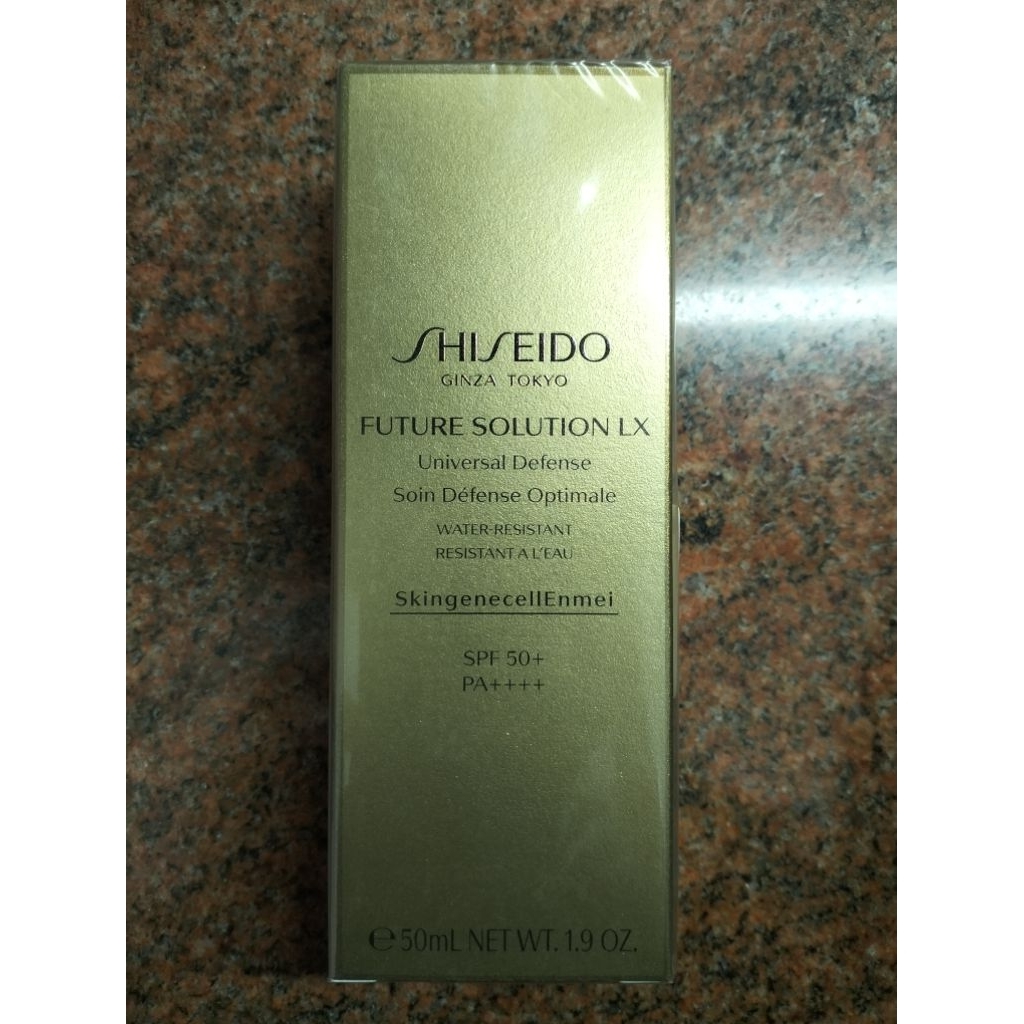 SHISEIDO
GINZA TOKYO
FUTURE SOLUTION LX
Universal Defense
Soin Défense Optimale
WATER-RESISTANT
RESISTANT A L'EAU
SkingenecellEnmei
SPF 50+
PA++++
℮50mL NET WT. 1.9 OZ.